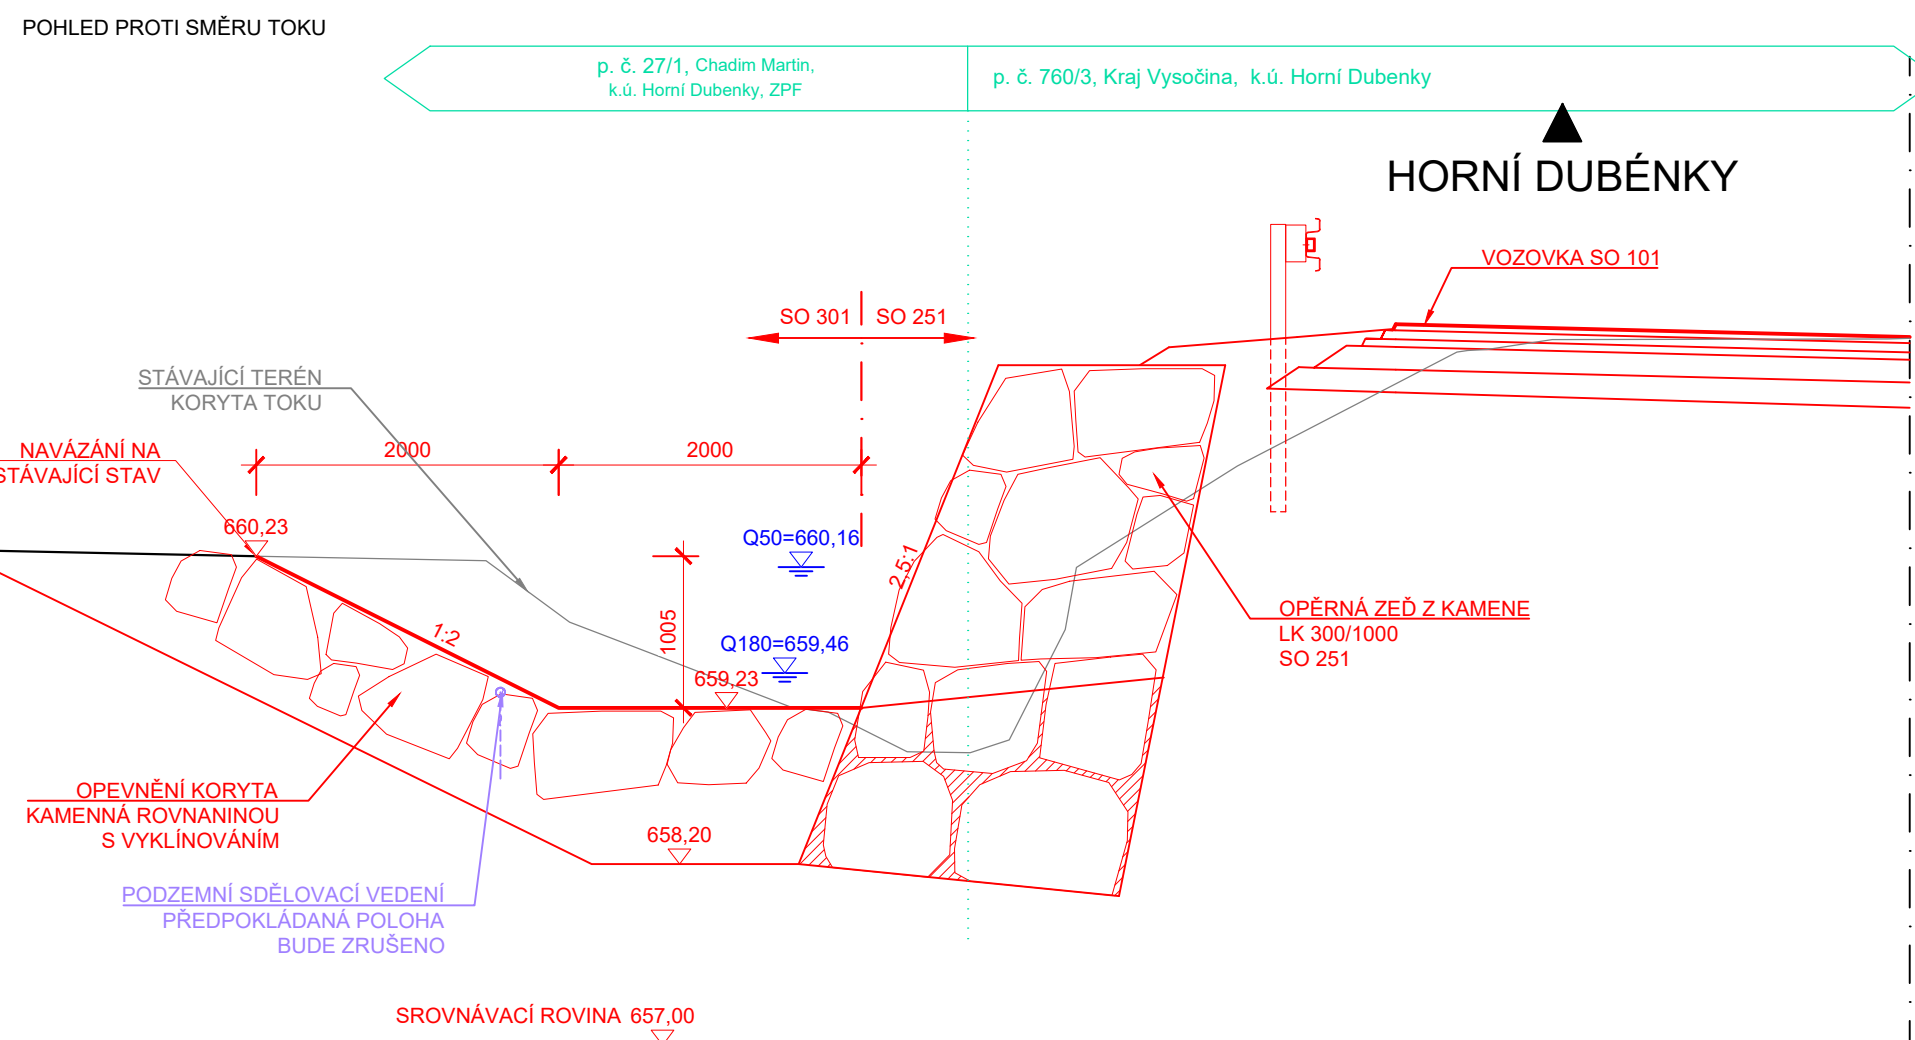 POHLED PROTI SMĚRU TOKU
p. č. 27/1, Chadim Martin,
k.ú. Horní Dubenky, ZPF
p. č. 760/3, Kraj Vysočina, k.ú. Horní Dubenky
HORNÍ DUBÉNKY
VOZOVKA SO 101
SO 301
SO 251
STÁVAJÍCÍ TERÉN
KORYTA TOKU
NAVÁZÁNÍ NA
STÁVAJÍCÍ STAV
2000
2000
660,23
Q50=660,16
2,5:1
1:2
1005
Q180=659,46
659,23
OPĚRNÁ ZEĎ Z KAMENE
LK 300/1000
SO 251
OPEVNĚNÍ KORYTA
KAMENNÁ ROVNANINOU
S VYKLÍNOVÁNÍM
658,20
PODZEMNÍ SDĚLOVACÍ VEDENÍ
PŘEDPOKLÁDANÁ POLOHA
BUDE ZRUŠENO
SROVNÁVACÍ ROVINA 657,00